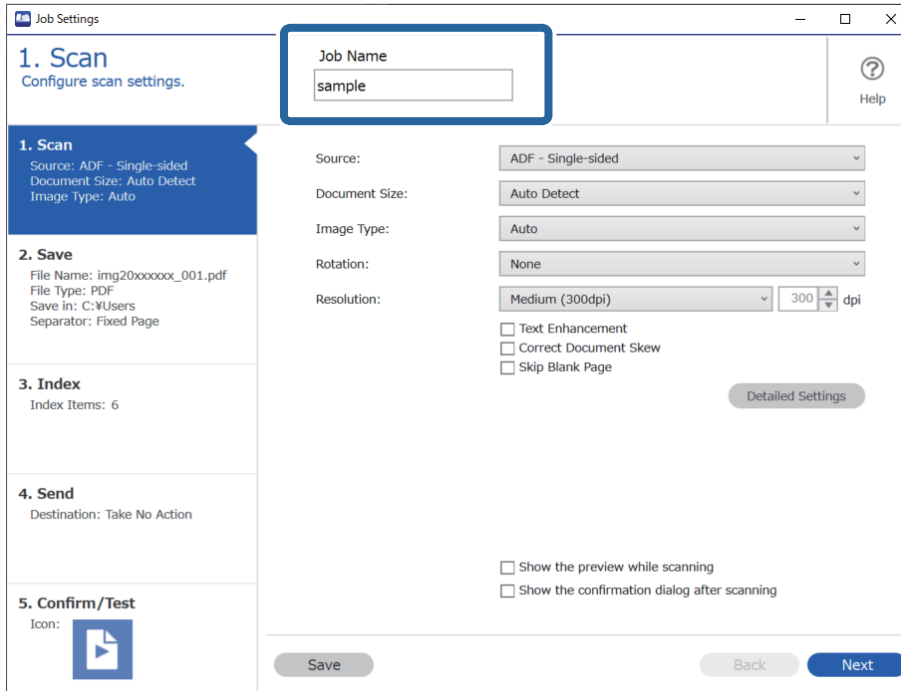 Job Settings
1. Scan
Configure scan settings.
Job Name
sample
Help
1. Scan
Source: ADF - Single-sided
Document Size: Auto Detect
Image Type: Auto
2. Save
File Name: img20xxxxxx_001.pdf
File Type: PDF
Save in: C:¥Users
Separator: Fixed Page
3. Index
Index Items: 6
4. Send
Destination: Take No Action
5. Confirm/Test
Icon:
Source: ADF - Single-sided
Document Size: Auto Detect
Image Type: Auto
Rotation: None
Resolution: Medium (300dpi) 300 dpi
Text Enhancement
Correct Document Skew
Skip Blank Page
Detailed Settings
Show the preview while scanning
Show the confirmation dialog after scanning
Save Back Next